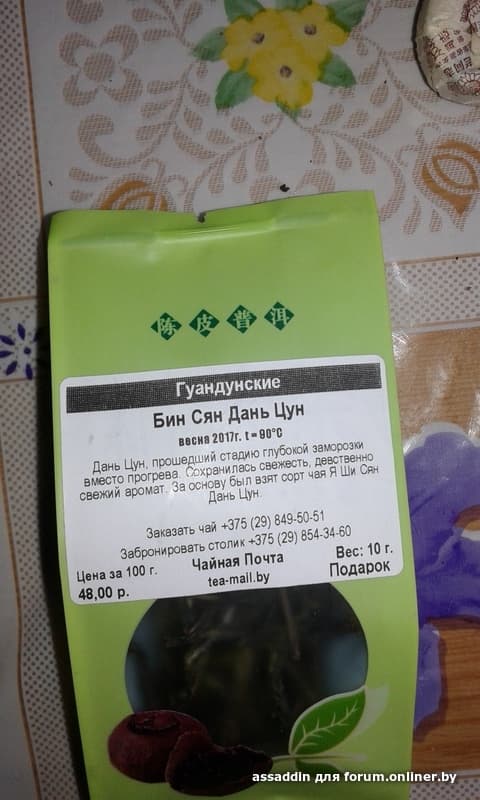 陈皮普洱
Гуандунские
Бин Сян Дань Цун
весна 2017г. t = 90°C
Дань Цун, прошедший стадию глубокой заморозки
вместо прогрева. Сохранилась свежесть, девственно
свежий аромат. За основу был взят сорт чая Я Ши Сян
Дань Цун.
Заказать чай +375 (29) 849-50-51
Забронировать столик +375 (29) 854-34-60
Цена за 100 г. Чайная Почта Вес: 10 г.
48,00 р. tea-mail.by Подарок
assaddin для forum.onliner.by